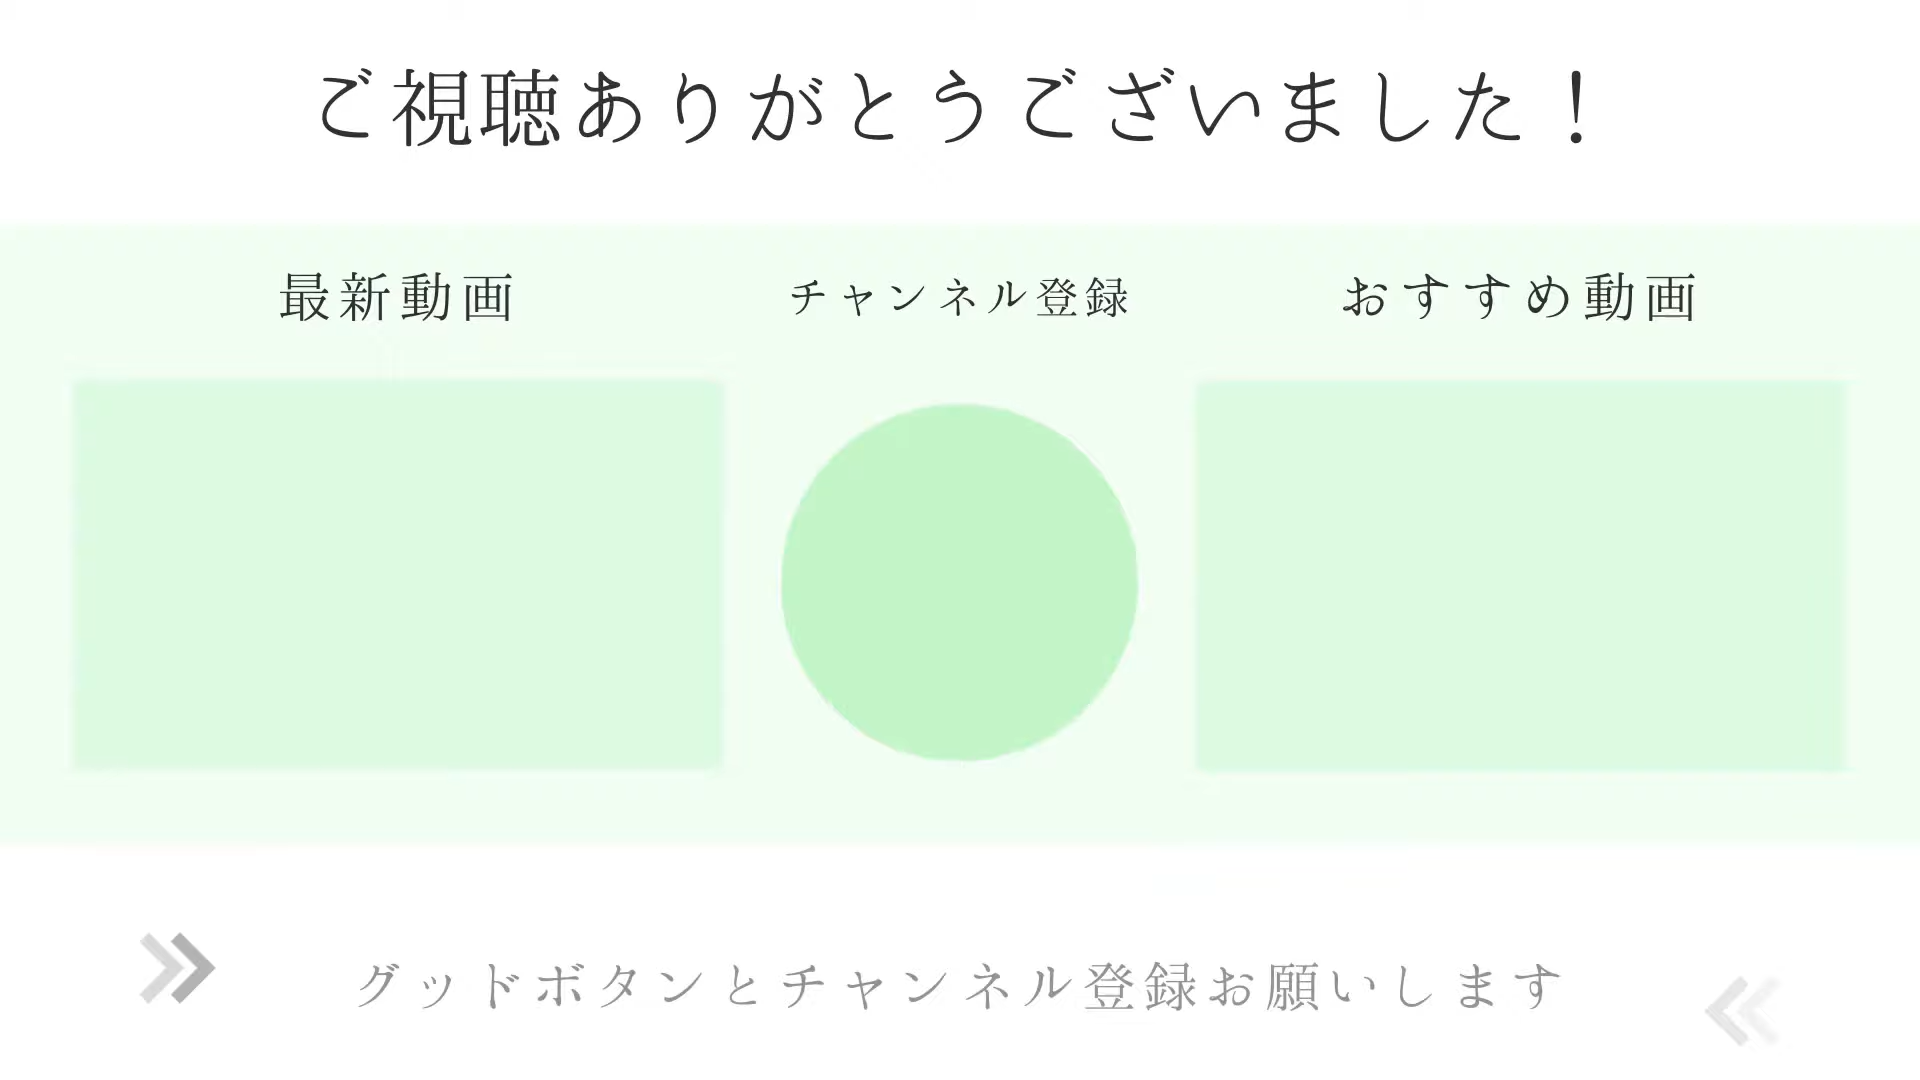 ご視聴ありがとうございました！
最新動画
チャンネル登録
おすすめ動画
グッドボタンとチャンネル登録お願いします